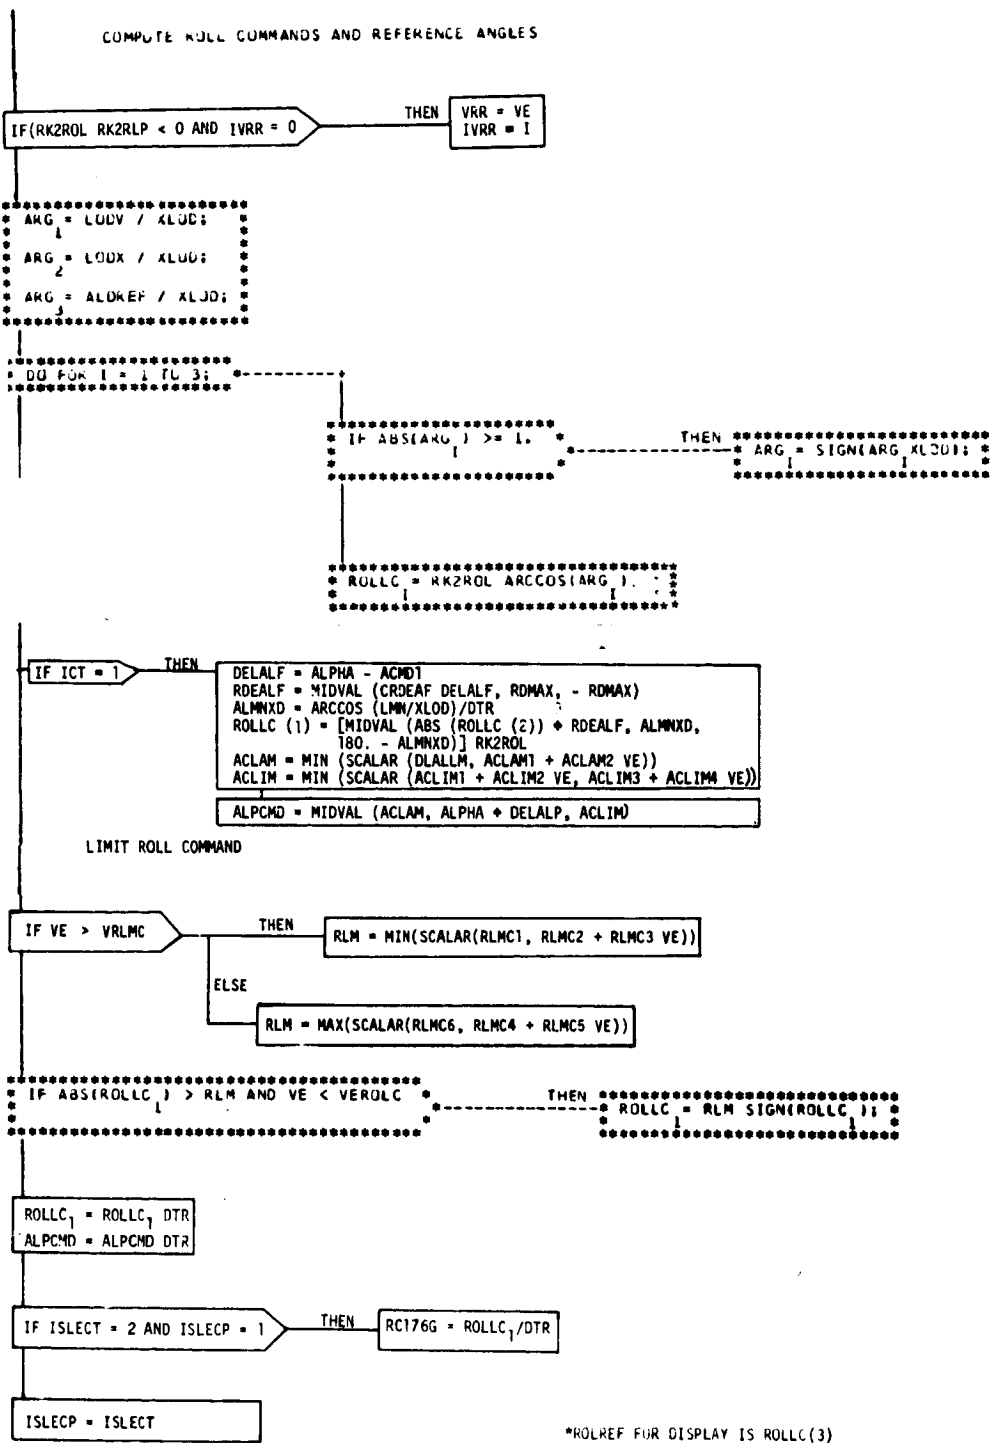 COMPUTE ROLL COMMANDS AND REFERENCE ANGLES
IF(RK2ROL RK2RLP < 0 AND IVRR = 0
THEN
VRR = VE
IVRR = 1
ARG = LODV / XLOD;
1
ARG = LODX / XLOD;
2
ARG = ALDREF / XLOD;
3
DO FOR I = 1 TO 3;
IF ABS(ARG ) >= 1.
I
THEN
ARG = SIGN(ARG XLOD);
I I
ROLLC = RK2ROL ARCCOS(ARG ).
I I
IF ICT = 1
THEN
DELALF = ALPHA - ACMD1
RDEALF = MIDVAL (CRDEAF DELALF, RDMAX, - RDMAX)
ALMNXD = ARCCOS (LMN/XLOD)/DTR
ROLLC (1) = [MIDVAL (ABS (ROLLC (2)) + RDEALF, ALMNXD,
180. - ALMNXD)] RK2ROL
ACLAM = MIN (SCALAR (DLALLM, ACLAM1 + ACLAM2 VE))
ACLIM = MIN (SCALAR (ACLIM1 + ACLIM2 VE, ACLIM3 + ACLIM4 VE))
ALPCMD = MIDVAL (ACLAM, ALPHA + DELALP, ACLIM)
LIMIT ROLL COMMAND
IF VE > VRLMC
THEN
RLM = MIN(SCALAR(RLMC1, RLMC2 + RLMC3 VE))
ELSE
RLM = MAX(SCALAR(RLMC6, RLMC4 + RLMC5 VE))
IF ABS(ROLLC ) > RLM AND VE < VEROLC
1
THEN
ROLLC = RLM SIGN(ROLLC );
1 1
ROLLC1 = ROLLC1 DTR
ALPCMD = ALPCMD DTR
IF ISLECT = 2 AND ISLECP = 1
THEN
RC176G = ROLLC1/DTR
ISLECP = ISLECT
*ROLREF FOR DISPLAY IS ROLLC(3)